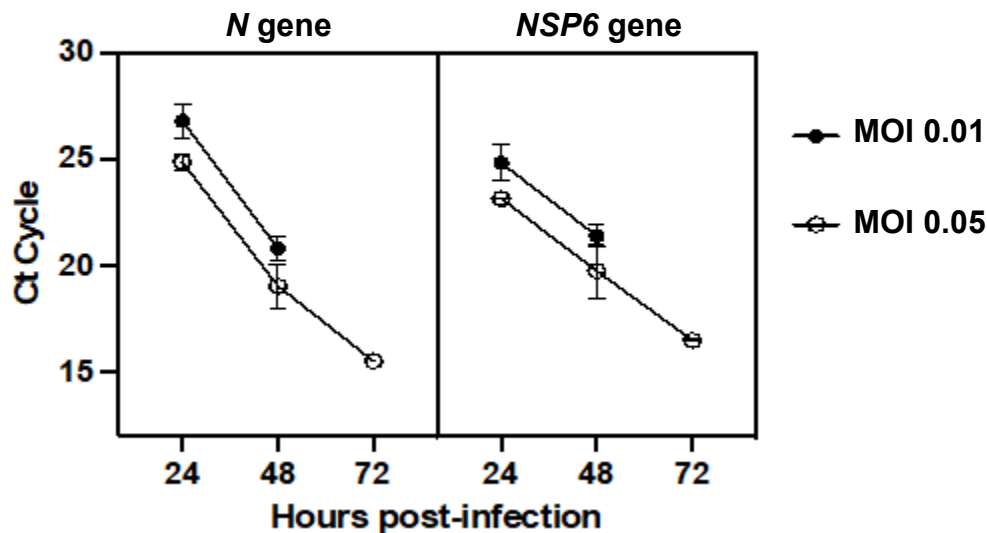 N gene NSP6 gene
30
25
20
15
Ct Cycle
24 48 72 24 48 72
Hours post-infection
MOI 0.01
MOI 0.05